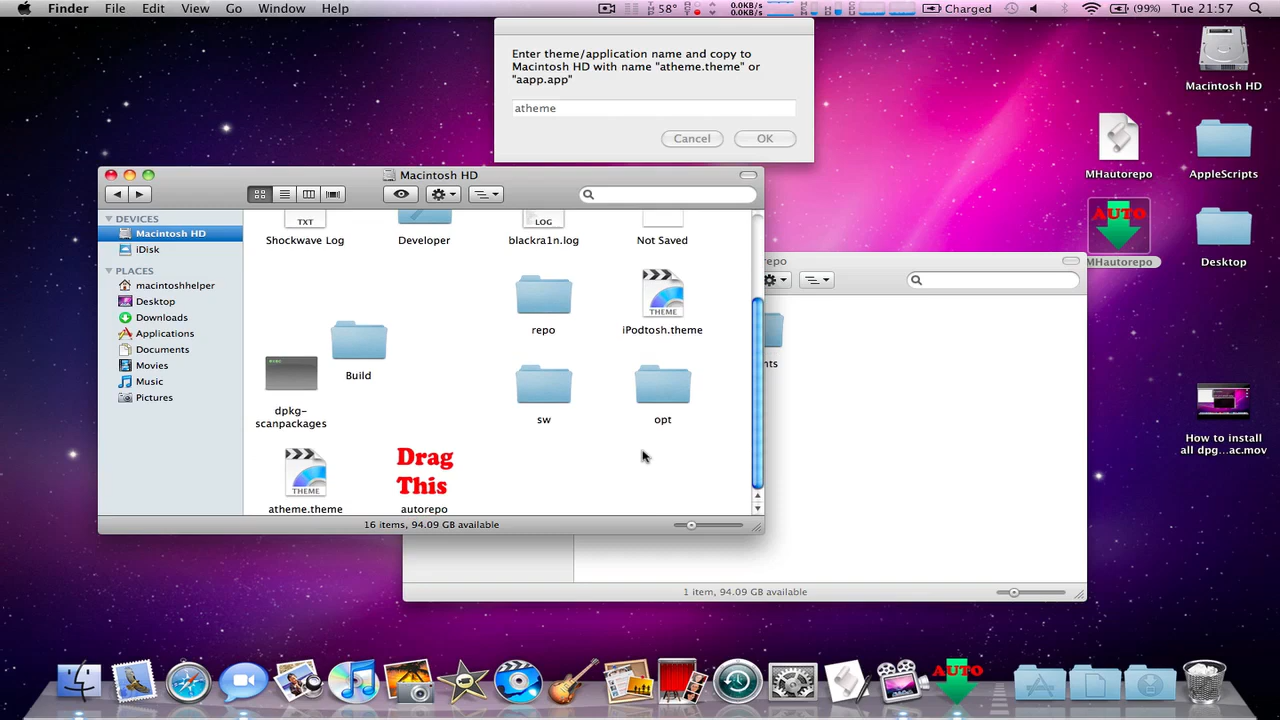 Finder File Edit View Go Window Help
58° 0.0KB/s 0.0KB/s Charged (99%) Tue 21:57
Enter theme/application name and copy to
Macintosh HD with name "atheme.theme" or
"aapp.app"
atheme
Cancel OK
Macintosh HD
MHautorepo
AppleScripts
AUTO
MHautorepo
Desktop
How to install
all dpg...ac.mov
Macintosh HD
DEVICES
Macintosh HD
iDisk
PLACES
macintoshhelper
Desktop
Downloads
Applications
Documents
Movies
Music
Pictures
TXT
Shockwave Log
Developer
LOG
blackra1n.log
Not Saved
repo
THEME
iPodtosh.theme
Build
dpkg-
scanpackages
sw
opt
THEME
atheme.theme
Drag
This
autorepo
16 items, 94.09 GB available
epo
nts
1 item, 94.09 GB available
AUTO